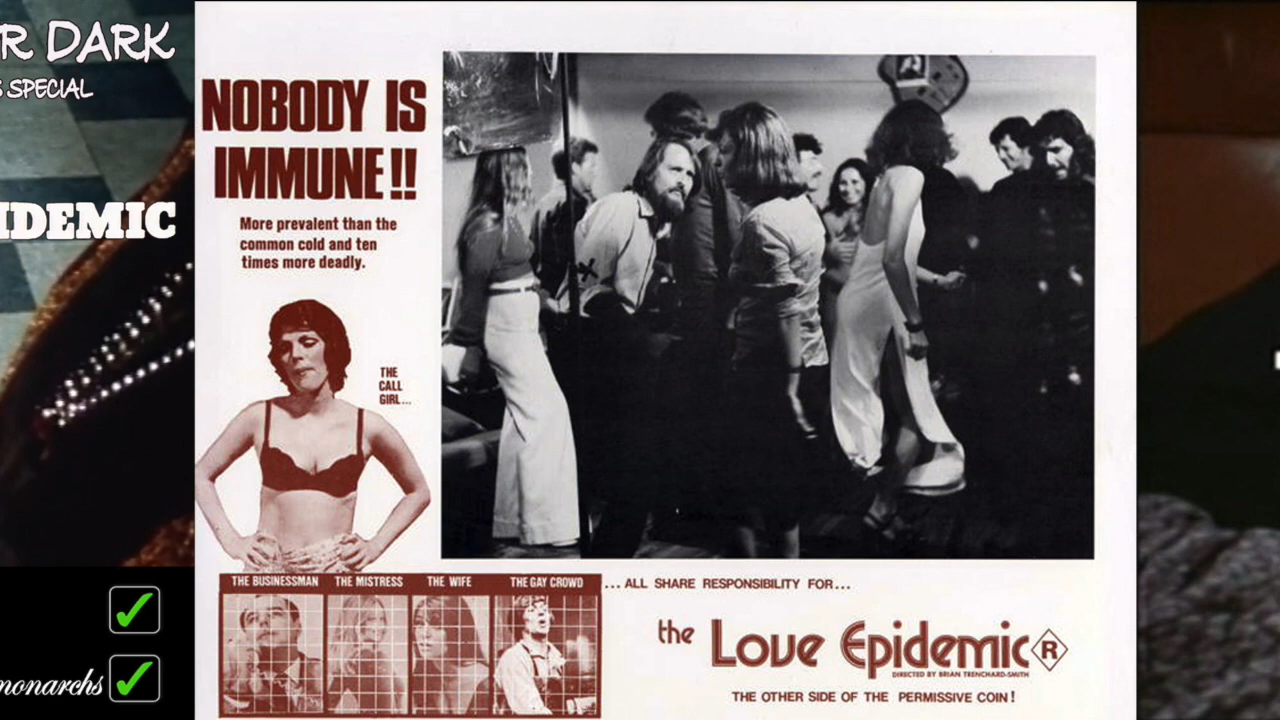 R DARK
SPECIAL
IDEMIC
monarchs
NOBODY IS
IMMUNE!!
More prevalent than the
common cold and ten
times more deadly.
THE
CALL
GIRL...
THE BUSINESSMAN THE MISTRESS THE WIFE THE GAY CROWD
...ALL SHARE RESPONSIBILITY FOR...
the Love Epidemic R
DIRECTED BY BRIAN TRENCHARD-SMITH
THE OTHER SIDE OF THE PERMISSIVE COIN!